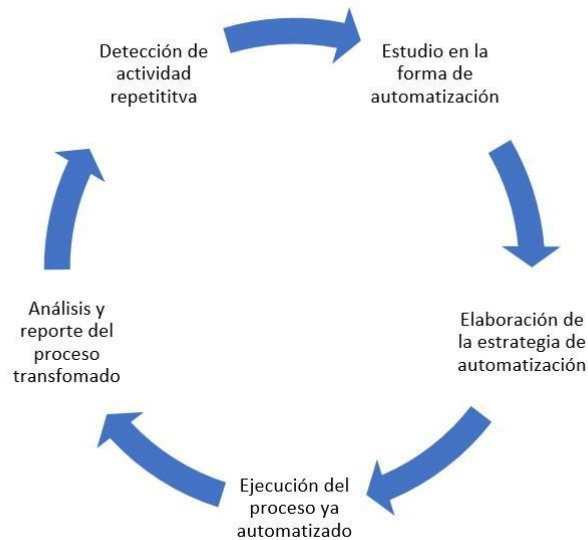 Detección de
actividad
repetititva
Estudio en la
forma de
automatización
Elaboración de
la estrategia de
automatización
Ejecución del
proceso ya
automatizado
Análisis y
reporte del
proceso
transfomado